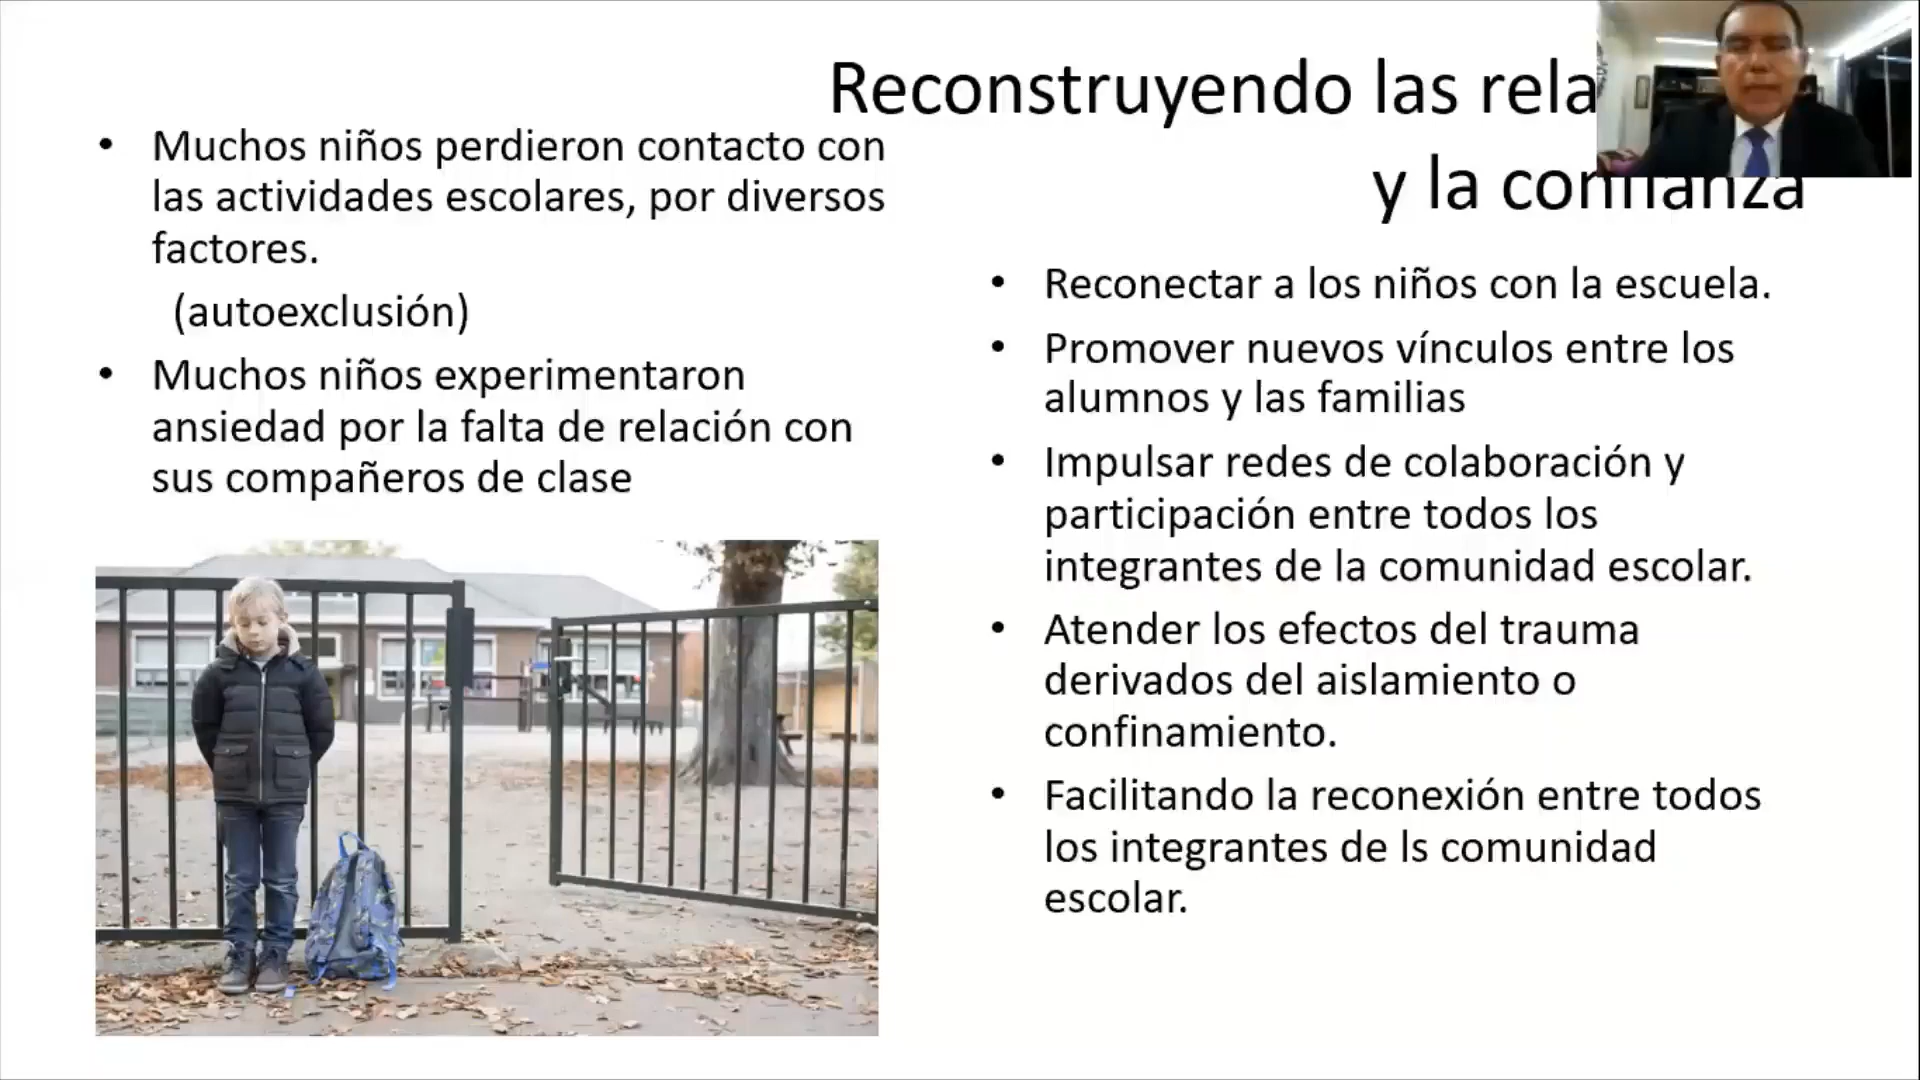 Reconstruyendo las
y la confianza
Muchos niños perdieron contacto con
las actividades escolares, por diversos
factores.
(autoexclusión)
Muchos niños experimentaron
ansiedad por la falta de relación con
sus compañeros de clase
Reconectar a los niños con la escuela.
Promover nuevos vínculos entre los
alumnos y las familias
Impulsar redes de colaboración y
participación entre todos los
integrantes de la comunidad escolar.
Atender los efectos del trauma
derivados del aislamiento o
confinamiento.
Facilitando la reconexión entre todos
los integrantes de ls comunidad
escolar.